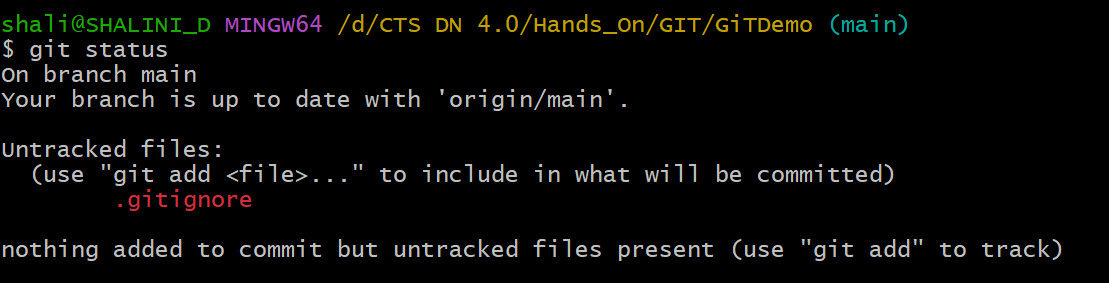 shali@SHALINI_D MINGW64 /d/CTS DN 4.0/Hands_On/GIT/GiTDemo (main)
$ git status
On branch main
Your branch is up to date with 'origin/main'.
Untracked files:
(use "git add <file>..." to include in what will be committed)
.gitignore
nothing added to commit but untracked files present (use "git add" to track)